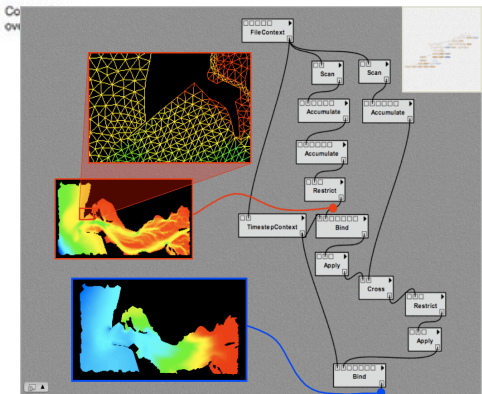 FileContext
Scan
Scan
Accumulate
Accumulate
Accumulate
Restrict
TimestepContext
Bind
Apply
Cross
Restrict
Apply
Bind